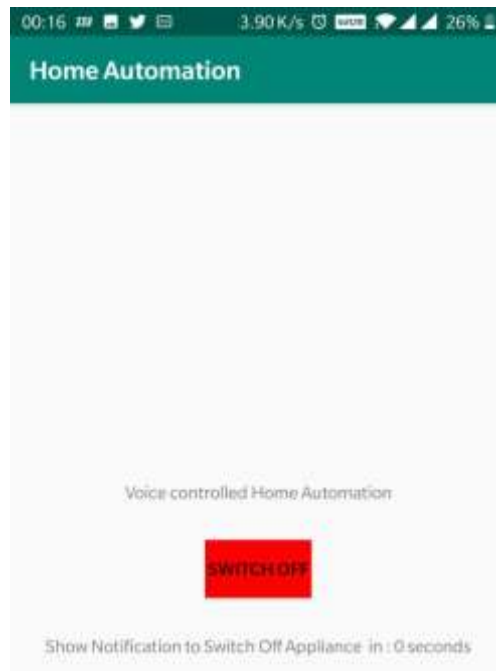 00:16 3.90 K/s 26%
Home Automation
Voice controlled Home Automation
SWITCH OFF
Show Notification to Switch Off Appliance in : 0 seconds